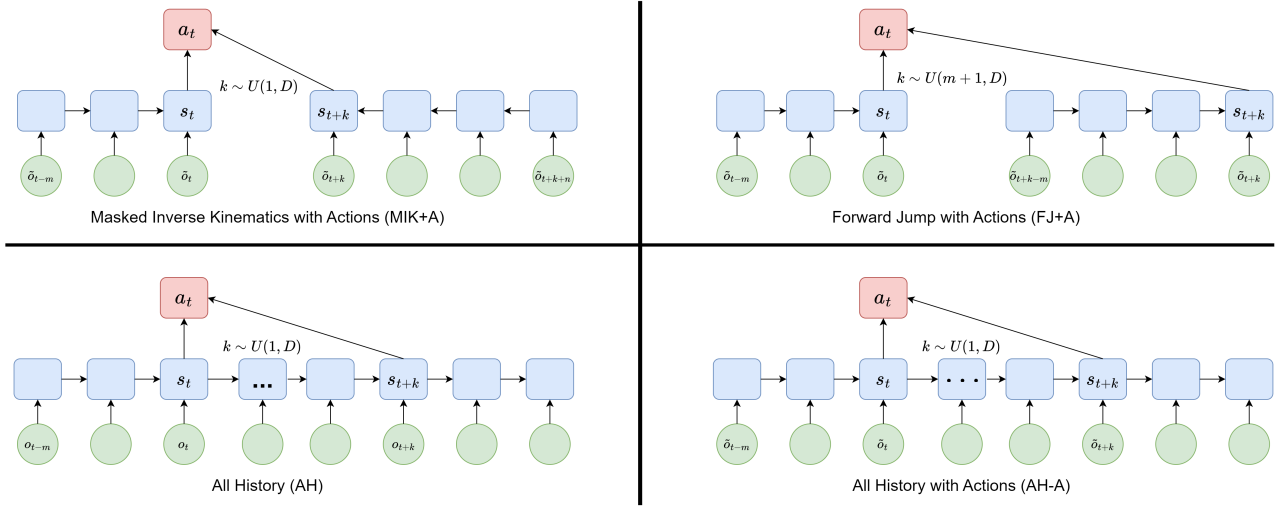 a_t
k ∼ U(1, D)
s_t s_{t+k}
õ_{t−m} õ_t õ_{t+k} õ_{t+k+n}
Masked Inverse Kinematics with Actions (MIK+A)
a_t
k ∼ U(m + 1, D)
s_t s_{t+k}
õ_{t−m} õ_t õ_{t+k−m} õ_{t+k}
Forward Jump with Actions (FJ+A)
a_t
k ∼ U(1, D)
s_t ... s_{t+k}
o_{t−m} o_t o_{t+k}
All History (AH)
a_t
k ∼ U(1, D)
s_t · · · s_{t+k}
õ_{t−m} õ_t õ_{t+k}
All History with Actions (AH-A)